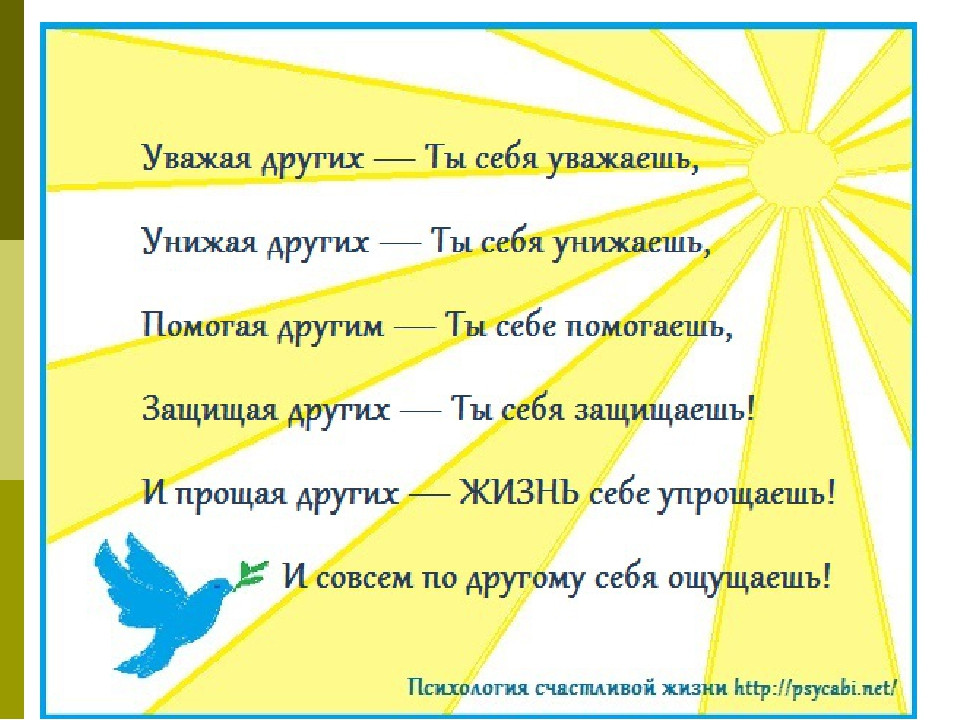 Уважая других — Ты себя уважаешь,
Унижая других — Ты себя унижаешь,
Помогая другим — Ты себе помогаешь,
Защищая других — Ты себя защищаешь!
И прощая других — ЖИЗНЬ себе упрощаешь!
И совсем по другому себя ощущаешь!
Психология счастливой жизни http://psycabi.net/